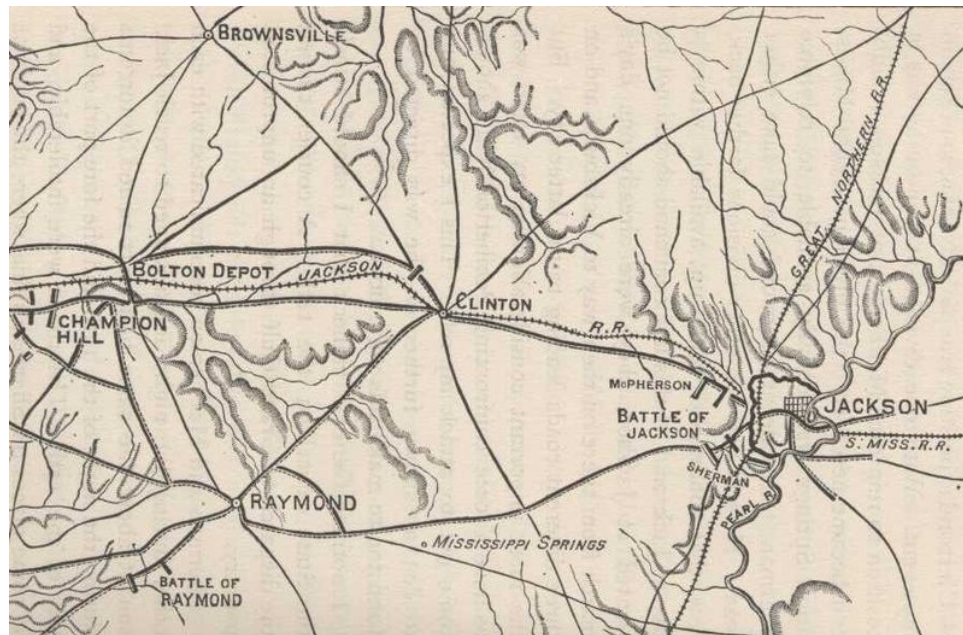 BROWNSVILLE
GREAT NORTHERN R.R.
BOLTON DEPOT
JACKSON
CLINTON
CHAMPION
HILL
R.R.
MCPHERSON
BATTLE OF
JACKSON
JACKSON
S. MISS. R.R.
SHERMAN
PEARL R.
RAYMOND
MISSISSIPPI SPRINGS
BATTLE OF
RAYMOND